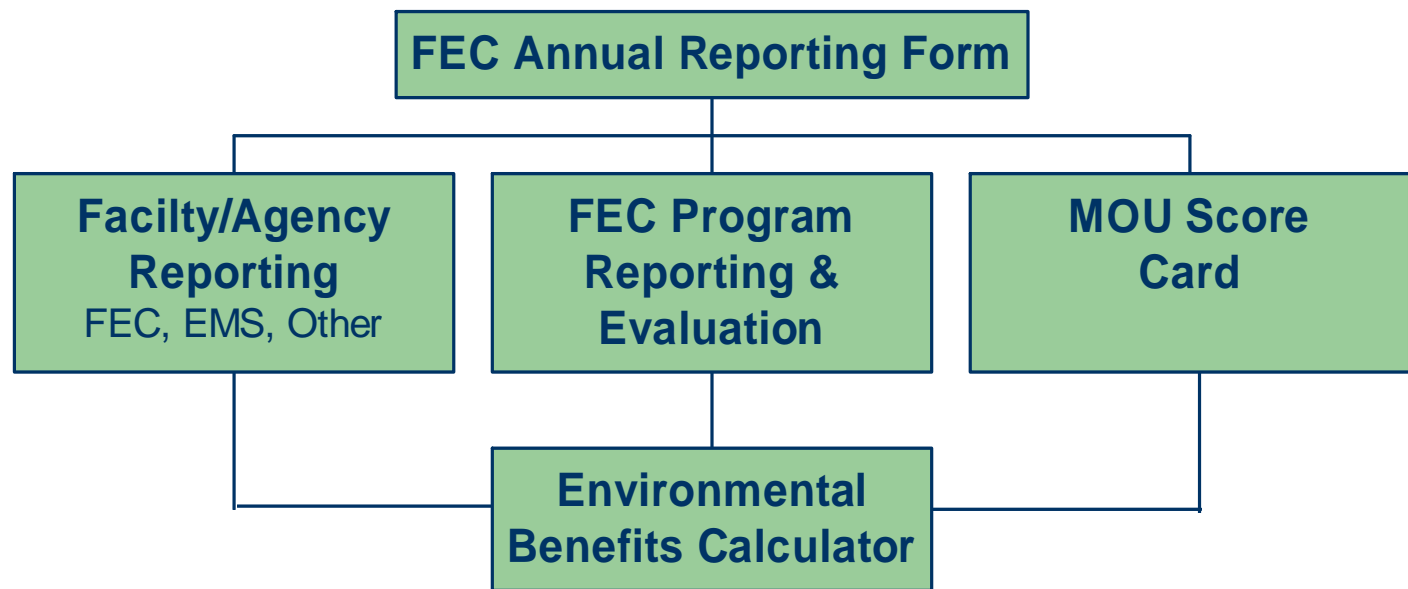 FEC Annual Reporting Form
Facilty/Agency
Reporting
FEC, EMS, Other
FEC Program
Reporting &
Evaluation
MOU Score
Card
Environmental
Benefits Calculator